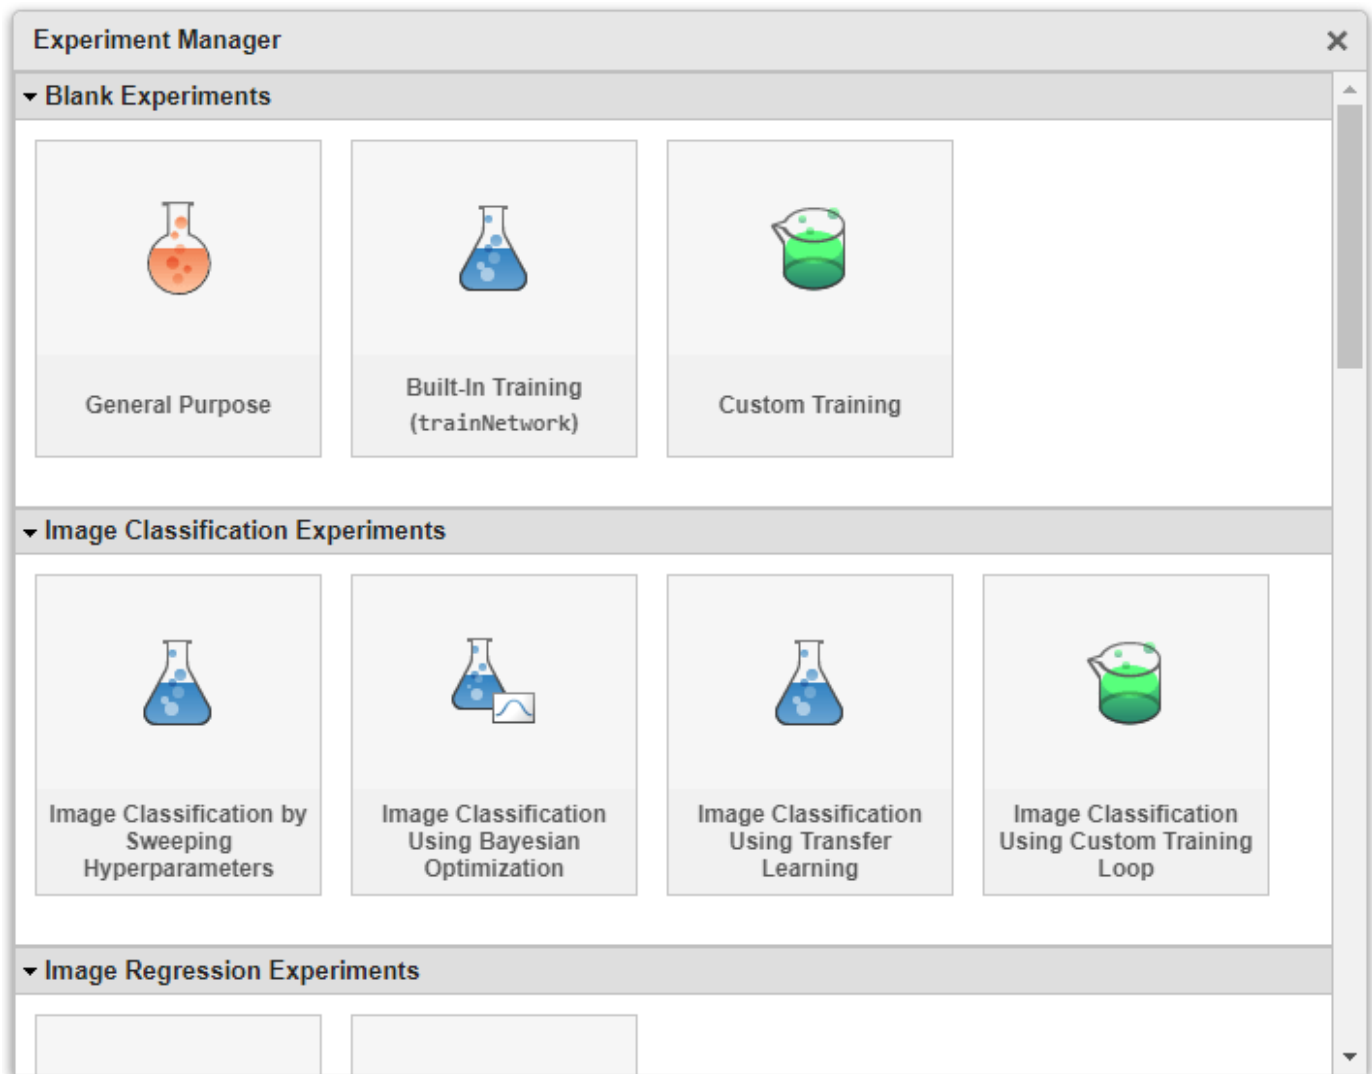 Experiment Manager
Blank Experiments
General Purpose
Built-In Training
(trainNetwork)
Custom Training
Image Classification Experiments
Image Classification by
Sweeping
Hyperparameters
Image Classification
Using Bayesian
Optimization
Image Classification
Using Transfer
Learning
Image Classification
Using Custom Training
Loop
Image Regression Experiments